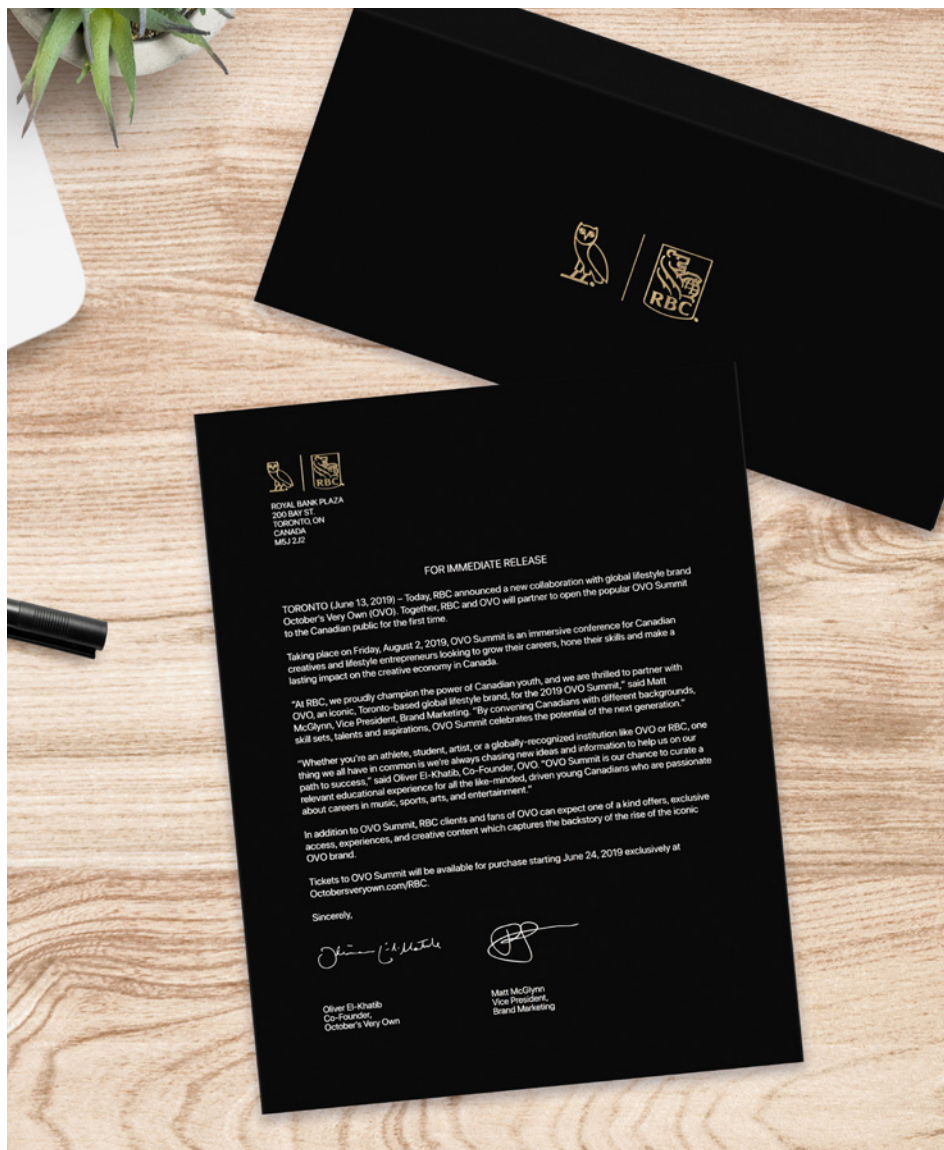 RBC
RBC
ROYAL BANK PLAZA
200 BAY ST.
TORONTO, ON
CANADA
M5J 2J2
FOR IMMEDIATE RELEASE
TORONTO (June 13, 2019) – Today, RBC announced a new collaboration with global lifestyle brand
October's Very Own (OVO). Together, RBC and OVO will partner to open the popular OVO Summit
to the Canadian public for the first time.
Taking place on Friday, August 2, 2019, OVO Summit is an immersive conference for Canadian
creatives and lifestyle entrepreneurs looking to grow their careers, hone their skills and make a
lasting impact on the creative economy in Canada.
"At RBC, we proudly champion the power of Canadian youth, and we are thrilled to partner with
OVO, an iconic, Toronto-based global lifestyle brand, for the 2019 OVO Summit," said Matt
McGlynn, Vice President, Brand Marketing. "By convening Canadians with different backgrounds,
skill sets, talents and aspirations, OVO Summit celebrates the potential of the next generation."
"Whether you're an athlete, student, artist, or a globally-recognized institution like OVO or RBC, one
thing we all have in common is we're always chasing new ideas and information to help us on our
path to success," said Oliver El-Khatib, Co-Founder, OVO. "OVO Summit is our chance to curate a
relevant educational experience for all the like-minded, driven young Canadians who are passionate
about careers in music, sports, arts, and entertainment."
In addition to OVO Summit, RBC clients and fans of OVO can expect one of a kind offers, exclusive
access, experiences, and creative content which captures the backstory of the rise of the iconic
OVO brand.
Tickets to OVO Summit will be available for purchase starting June 24, 2019 exclusively at
Octobersveryown.com/RBC.
Sincerely,
Oliver El-Khatib
Co-Founder,
October's Very Own
Matt McGlynn
Vice President,
Brand Marketing